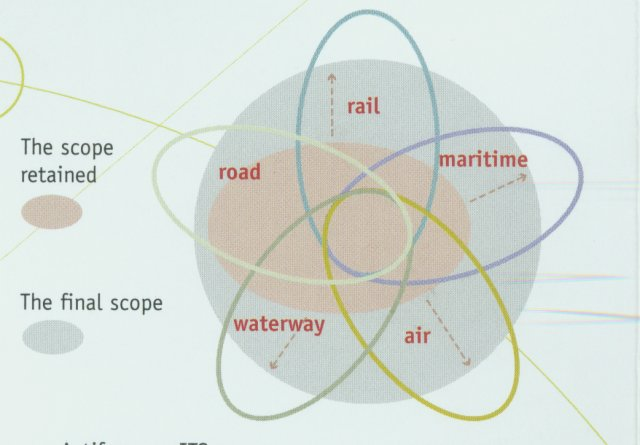 rail
The scope
retained
road
maritime
The final scope
waterway
air